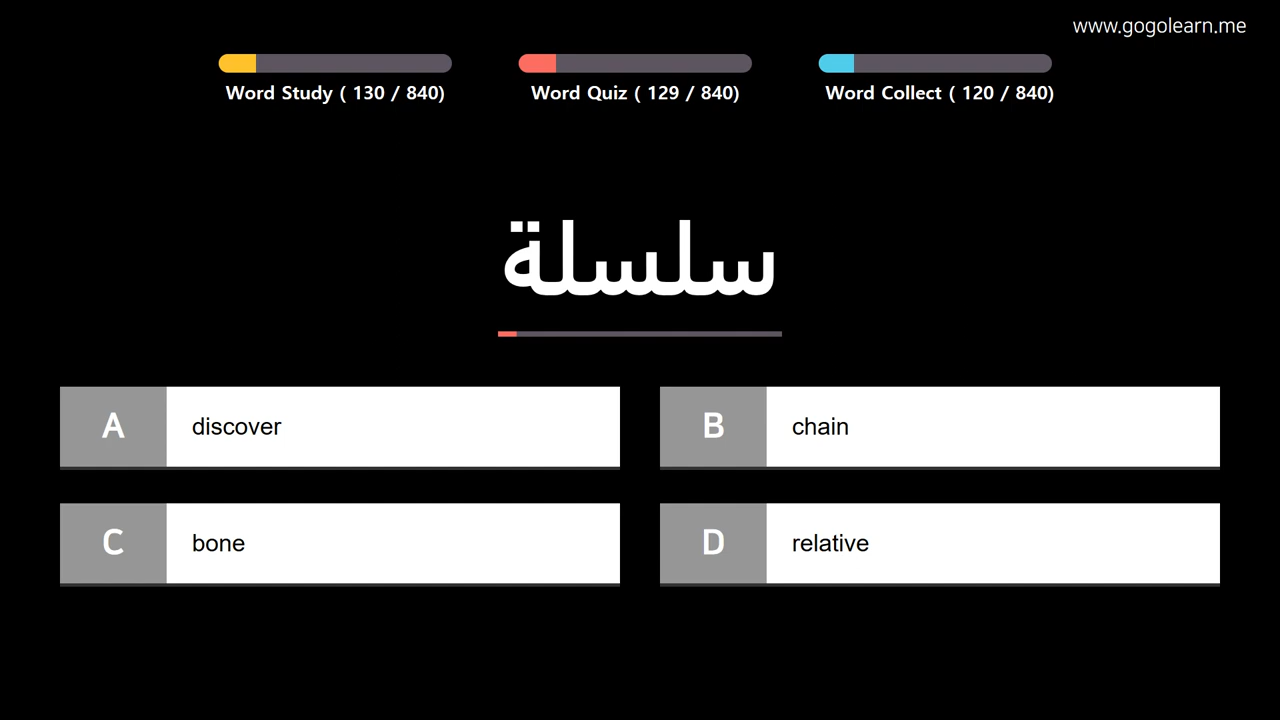 www.gogolearn.me
Word Study ( 130 / 840)
Word Quiz ( 129 / 840)
Word Collect ( 120 / 840)
سلسلة
A
discover
B
chain
C
bone
D
relative